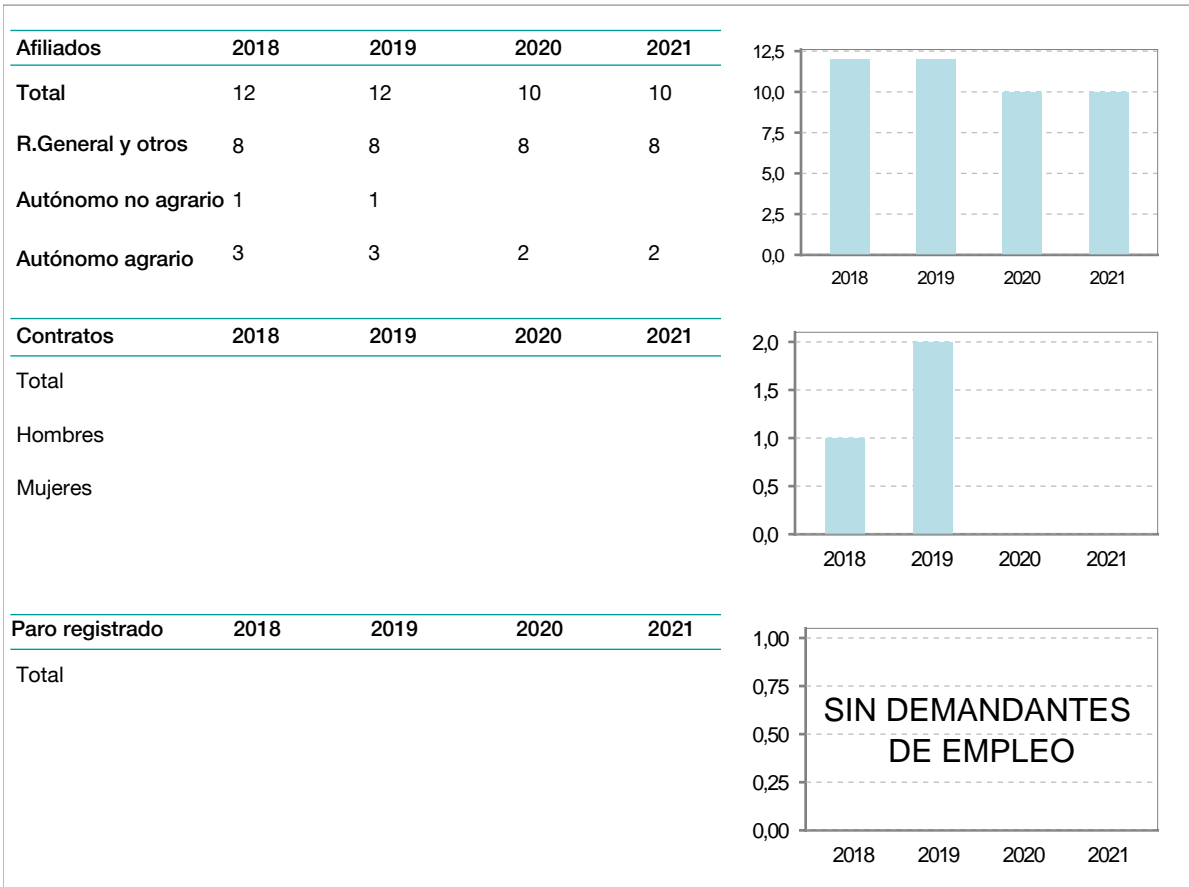 Afiliados 2018 2019 2020 2021
Total 12 12 10 10
R.General y otros 8 8 8 8
Autónomo no agrario 1 1
Autónomo agrario 3 3 2 2
12,5
10,0
7,5
5,0
2,5
0,0
2018 2019 2020 2021
Contratos 2018 2019 2020 2021
Total
Hombres
Mujeres
2,0
1,5
1,0
0,5
0,0
2018 2019 2020 2021
Paro registrado 2018 2019 2020 2021
Total
1,00
0,75
SIN DEMANDANTES
0,50
DE EMPLEO
0,25
0,00
2018 2019 2020 2021